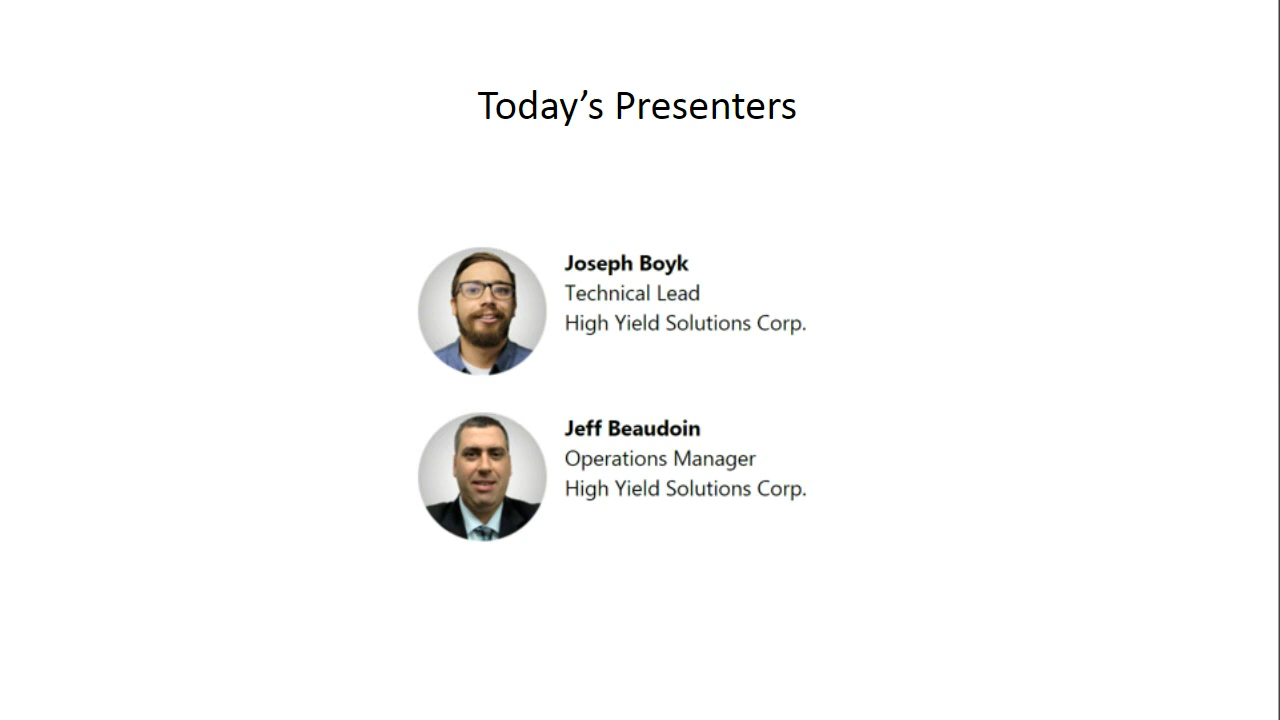 Today’s Presenters
Joseph Boyk
Technical Lead
High Yield Solutions Corp.
Jeff Beaudoin
Operations Manager
High Yield Solutions Corp.